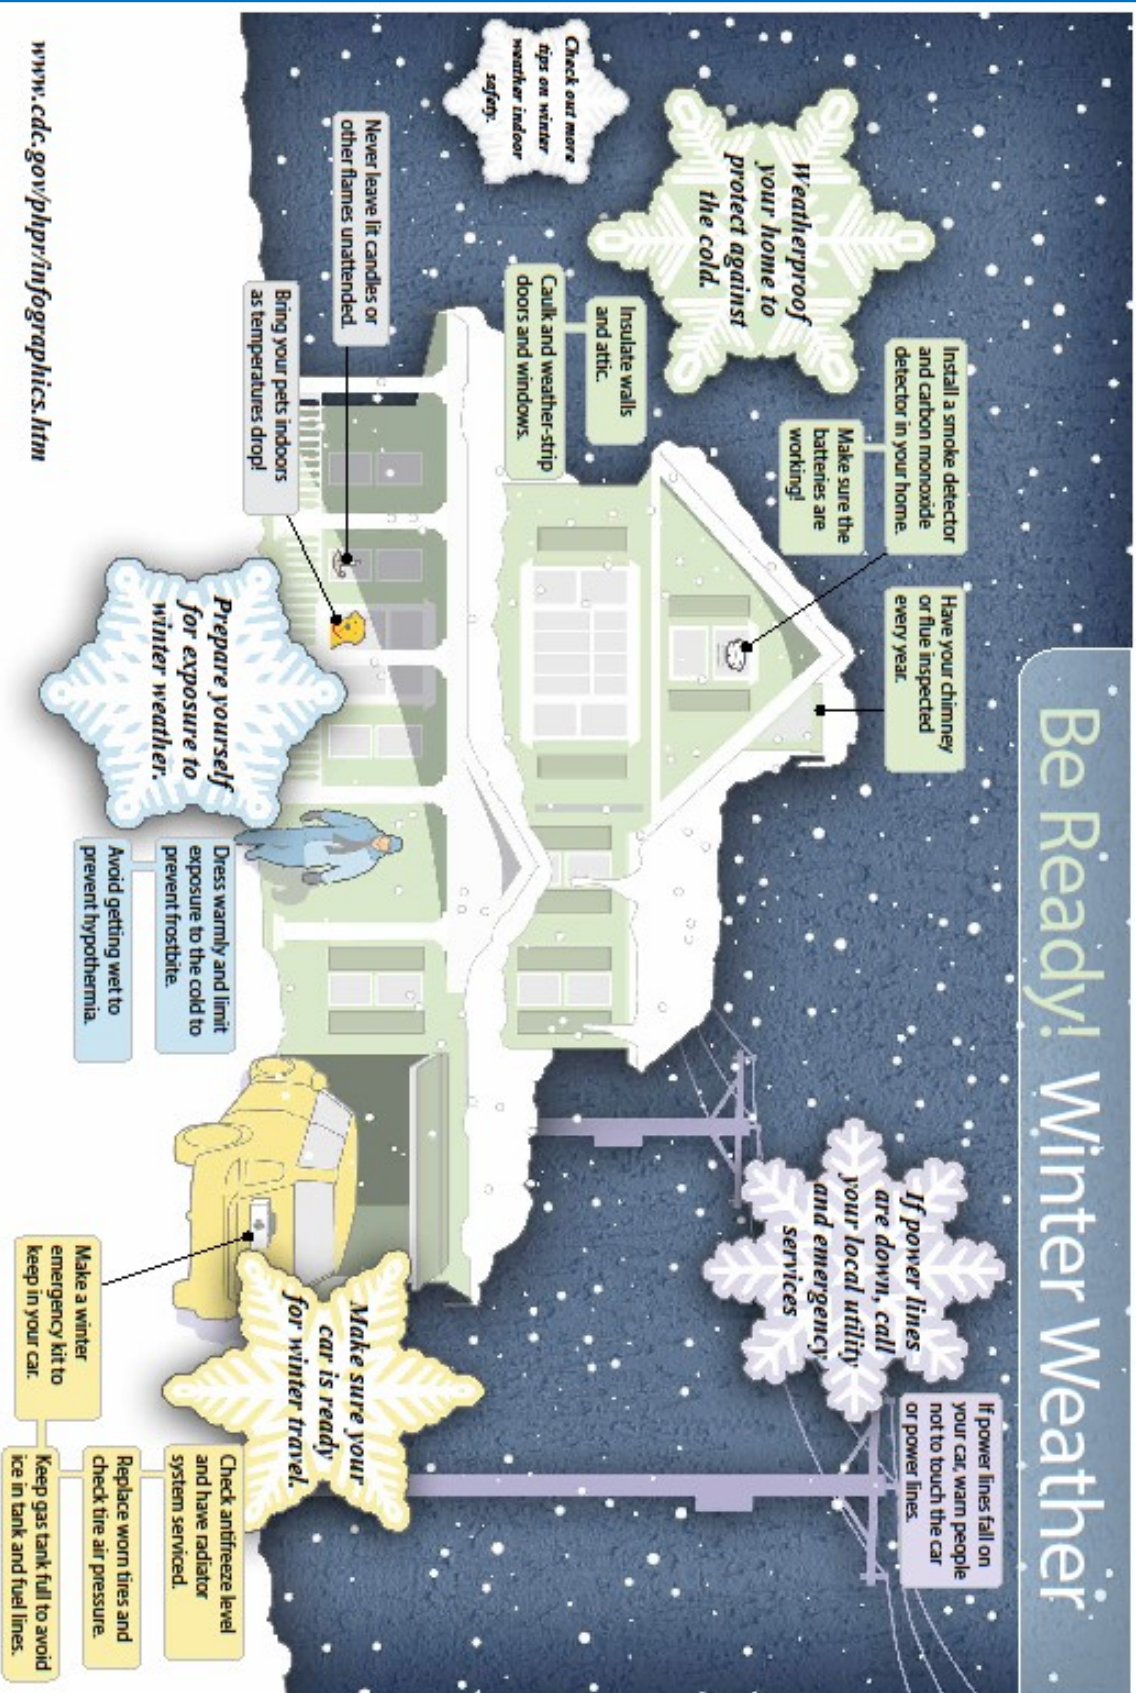 Be Ready! Winter Weather
Weatherproof
your home to
protect against
the cold.
Install a smoke detector
and carbon monoxide
detector in your home.
Make sure the
batteries are
working!
Have your chimney
or flue inspected
every year.
Insulate walls
and attic.
Caulk and weather-strip
doors and windows.
Check out more
tips on winter
weather indoor
safety.
Never leave lit candles or
other flames unattended.
Bring your pets indoors
as temperatures drop!
If power lines
are down, call
your local utility
and emergency
services
If power lines fall on
your car, warn people
not to touch the car
or power lines.
Prepare yourself
for exposure to
winter weather.
Dress warmly and limit
exposure to the cold to
prevent frostbite.
Avoid getting wet to
prevent hypothermia.
Make sure your
car is ready
for winter travel.
Check antifreeze level
and have radiator
system serviced.
Replace worn tires and
check tire air pressure.
Keep gas tank full to avoid
ice in tank and fuel lines.
Make a winter
emergency kit to
keep in your car.
www.cdc.gov/phpr/infographics.htm